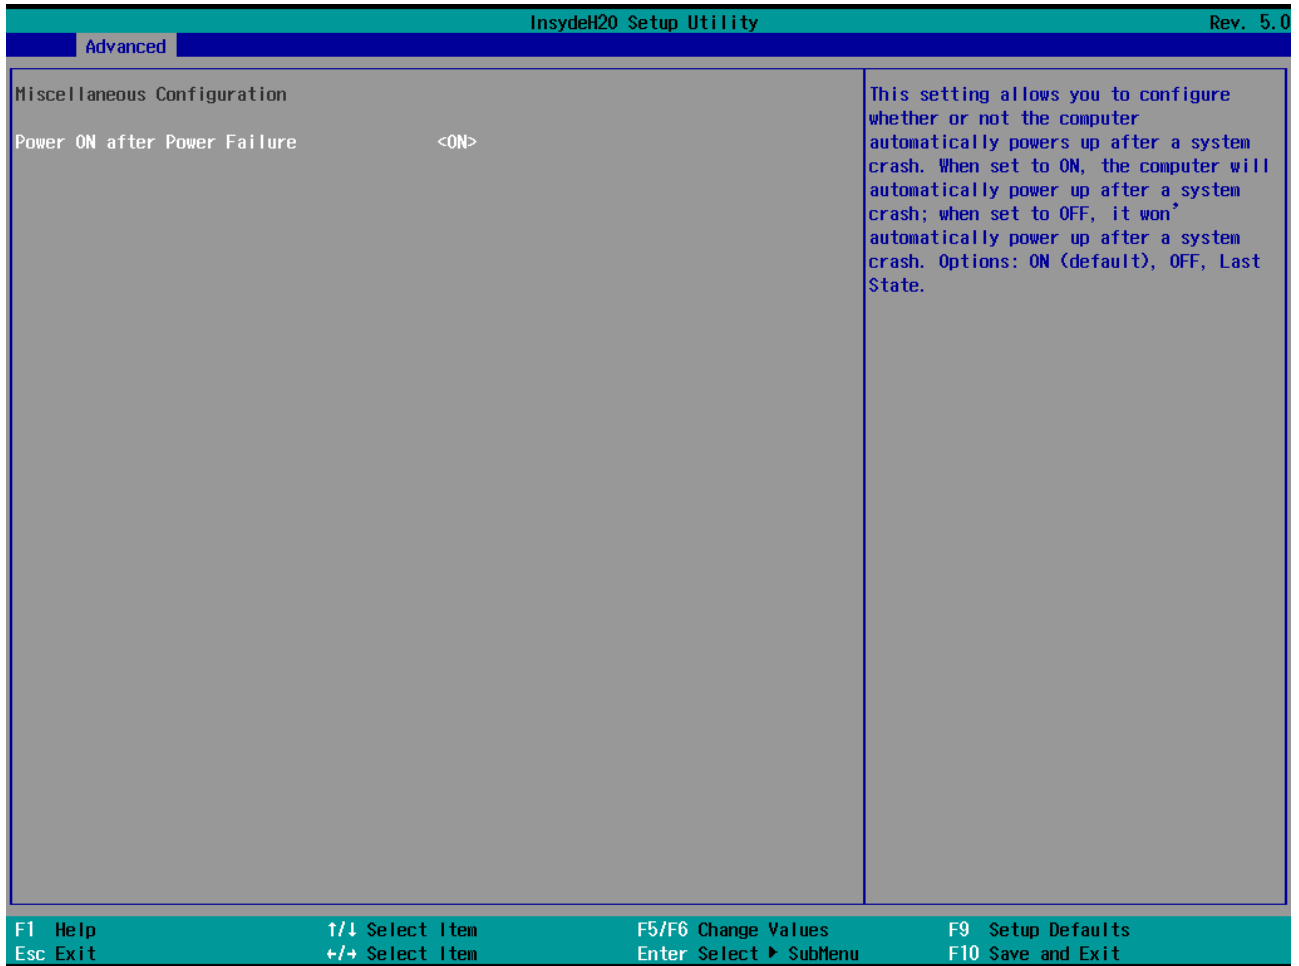 InsydeH20 Setup Utility Rev. 5.0
Advanced
Miscellaneous Configuration
Power ON after Power Failure <ON>
This setting allows you to configure
whether or not the computer
automatically powers up after a system
crash. When set to ON, the computer will
automatically power up after a system
crash; when set to OFF, it won’
automatically power up after a system
crash. Options: ON (default), OFF, Last
State.
F1 Help ↑/↓ Select Item F5/F6 Change Values F9 Setup Defaults
Esc Exit ←/→ Select Item Enter Select ▶ SubMenu F10 Save and Exit